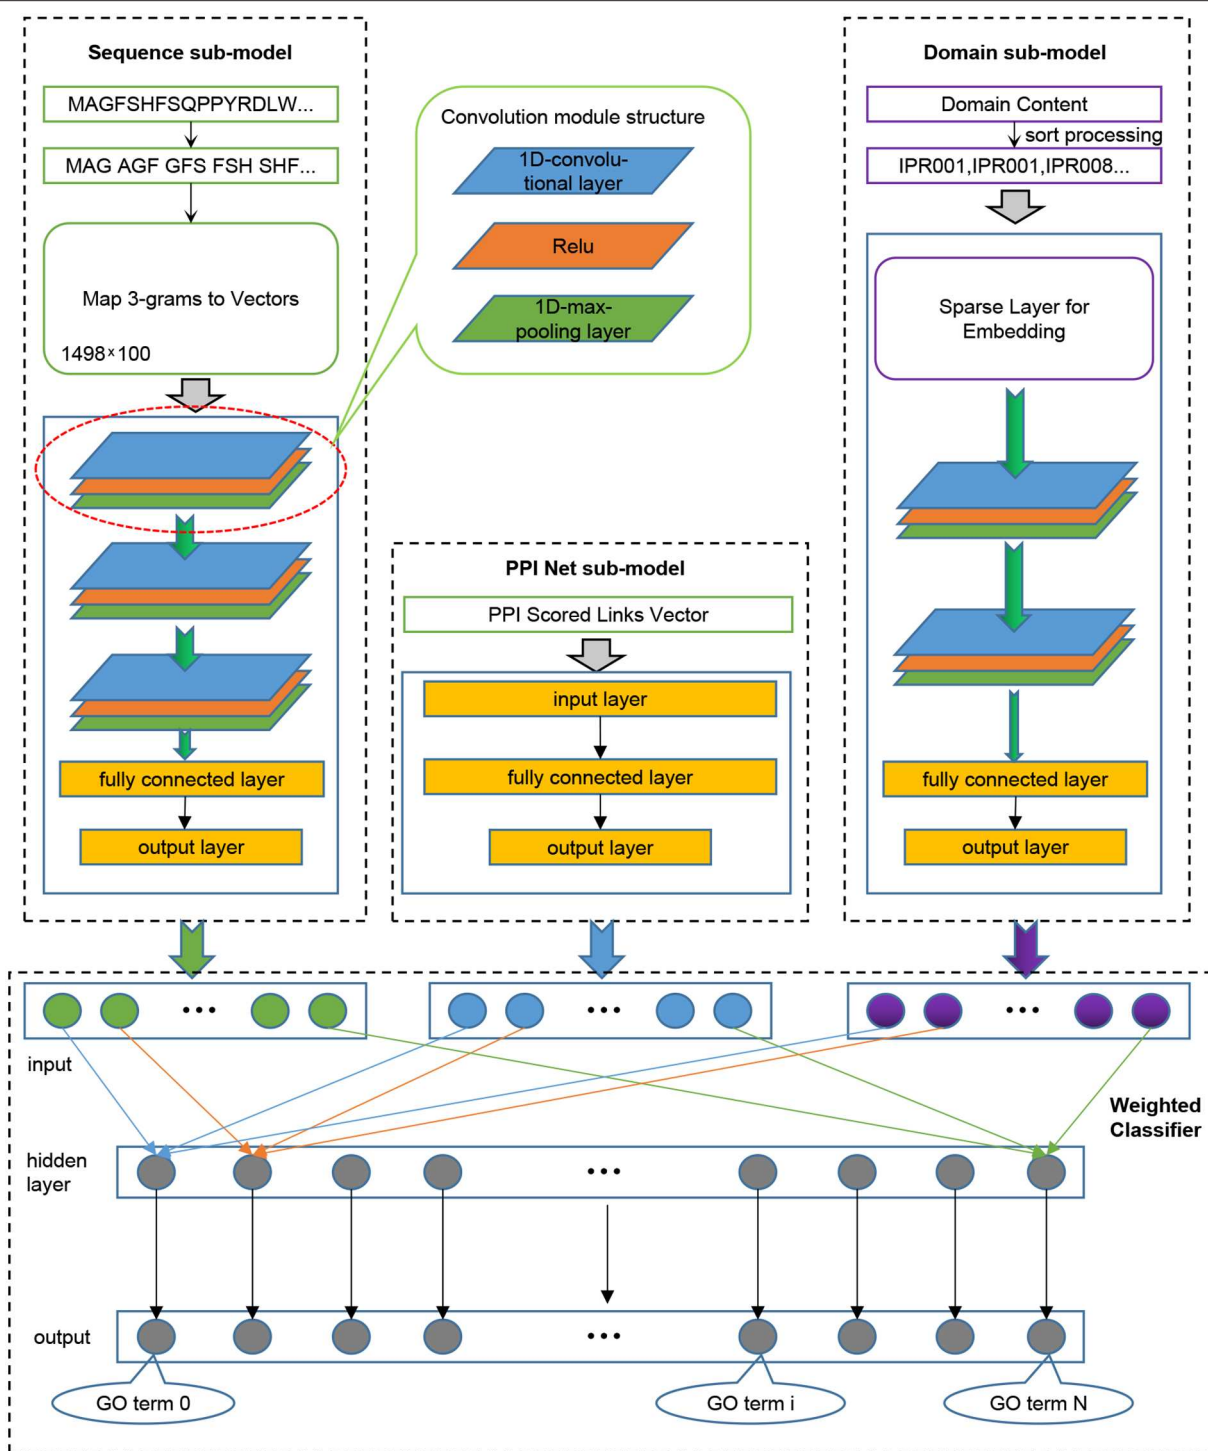 Sequence sub-model
MAGFSHFSQPPYRDLW...
MAG AGF GFS FSH SHF...
Map 3-grams to Vectors
1498×100
fully connected layer
output layer
Convolution module structure
1D-convolu-
tional layer
Relu
1D-max-
pooling layer
PPI Net sub-model
PPI Scored Links Vector
input layer
fully connected layer
output layer
Domain sub-model
Domain Content
sort processing
IPR001,IPR001,IPR008...
Sparse Layer for
Embedding
fully connected layer
output layer
...
...
...
input
Weighted
Classifier
hidden
layer
...
output
...
GO term 0
GO term i
GO term N